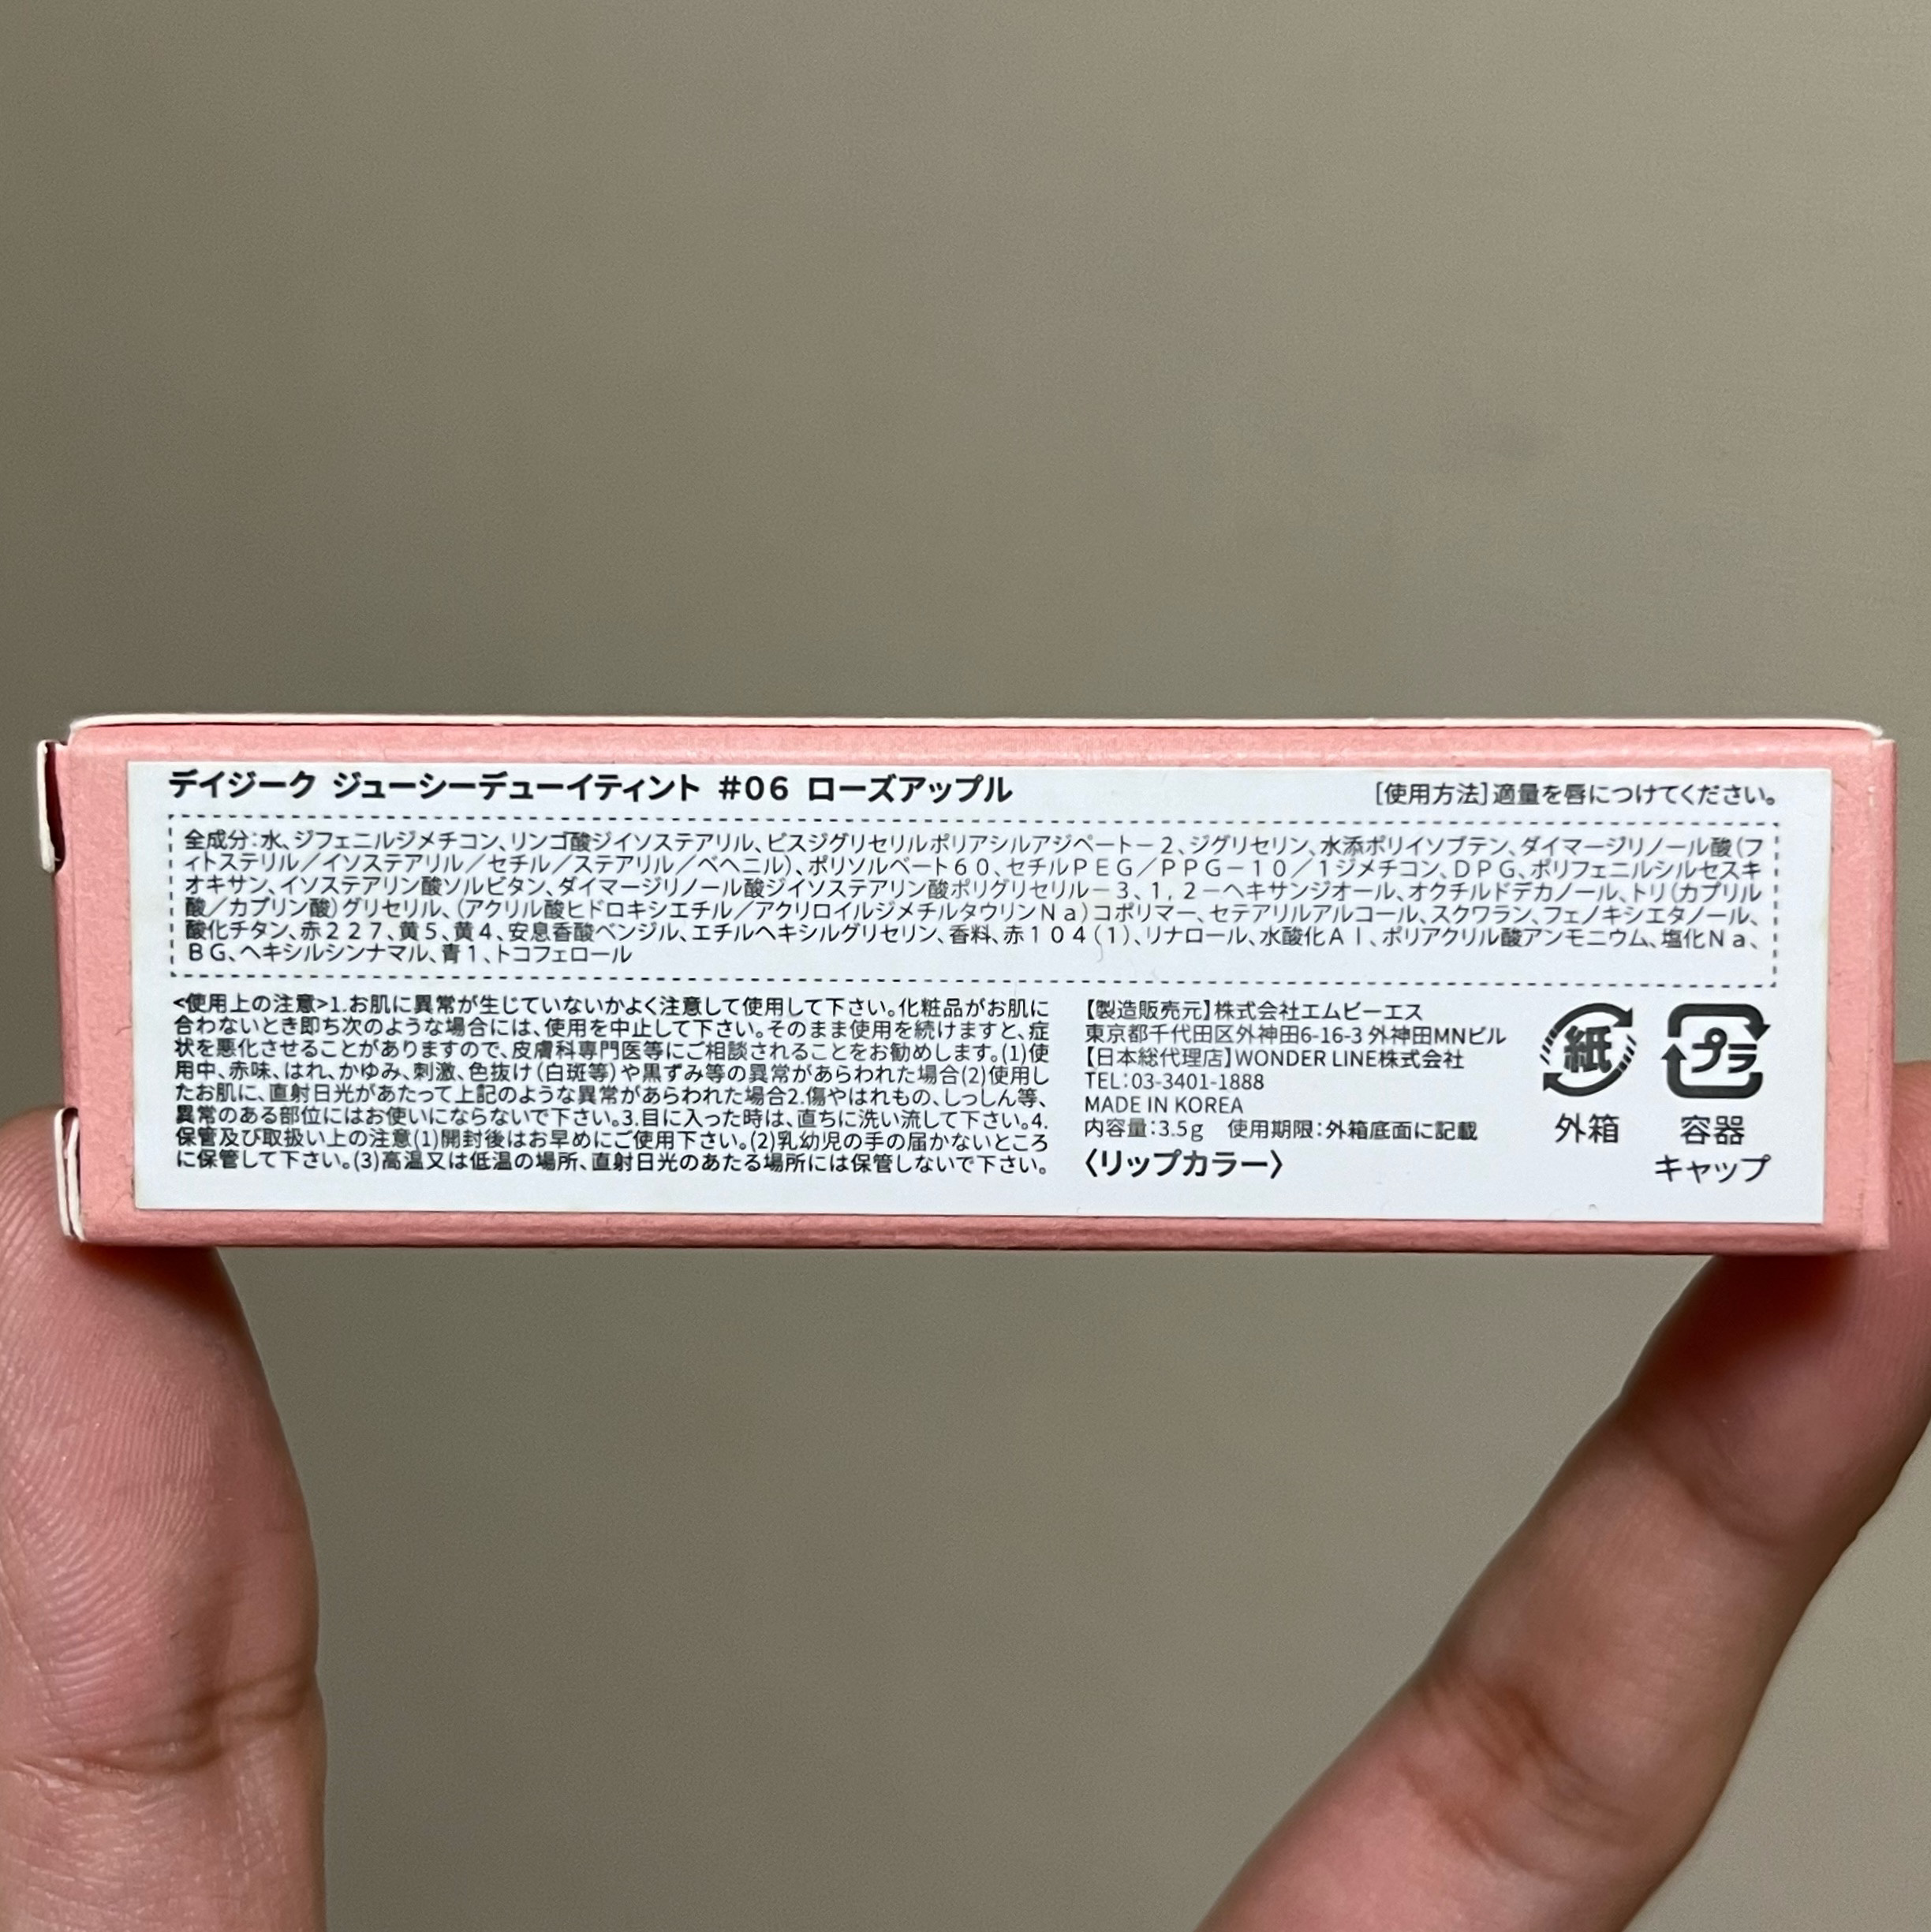 デイジーク ジューシーデューイティント #06 ローズアップル
[使用方法]適量を唇につけてください。
全成分:水、ジフェニルジメチコン、リンゴ酸ジイソステアリル、ビスジグリセリルポリアシルアジペート－2、ジグリセリン、水添ポリイソブテン、ダイマージリノール酸(フ
ィトステリル／イソステアリル／セチル／ステアリル／ベヘニル)、ポリソルベート60、セチルPEG／PPG－10／1ジメチコン、DPG、ポリフェニルシルセスキ
オキサン、イソステアリン酸ソルビタン、ダイマージリノール酸ジイソステアリン酸ポリグリセリル－3、1，2－ヘキサンジオール、オクチルドデカノール、トリ(カプリル
酸／カプリン酸)グリセリル、(アクリル酸ヒドロキシエチル／アクリロイルジメチルタウリンNa)コポリマー、セテアリルアルコール、スクワラン、フェノキシエタノール、
酸化チタン、赤227、黄5、黄4、安息香酸ベンジル、エチルヘキシルグリセリン、香料、赤104(1)、リナロール、水酸化Al、ポリアクリル酸アンモニウム、塩化Na、
BG、ヘキシルシンナマル、青1、トコフェロール
<使用上の注意>1.お肌に異常が生じていないかよく注意して使用して下さい。化粧品がお肌に
合わないとき即ち次のような場合には、使用を中止して下さい。そのまま使用を続けますと、症
状を悪化させることがありますので、皮膚科専門医等にご相談されることをお勧めします。(1)使
用中、赤味、はれ、かゆみ、刺激、色抜け(白斑等)や黒ずみ等の異常があらわれた場合(2)使用し
たお肌に、直射日光があたって上記のような異常があらわれた場合2.傷やはれもの、しっしん等、
異常のある部位にはお使いにならないで下さい。3.目に入った時は、直ちに洗い流して下さい。4.
保管及び取扱い上の注意(1)開封後はお早めにご使用下さい。(2)乳幼児の手の届かないところ
に保管して下さい。(3)高温又は低温の場所、直射日光のあたる場所には保管しないで下さい。
【製造販売元】株式会社エムビーエス
東京都千代田区外神田6-16-3 外神田MNビル
【日本総代理店】WONDER LINE株式会社
TEL:03-3401-1888
MADE IN KOREA
内容量:3.5g 使用期限:外箱底面に記載
〈リップカラー〉
紙
外箱
プラ
容器
キャップ